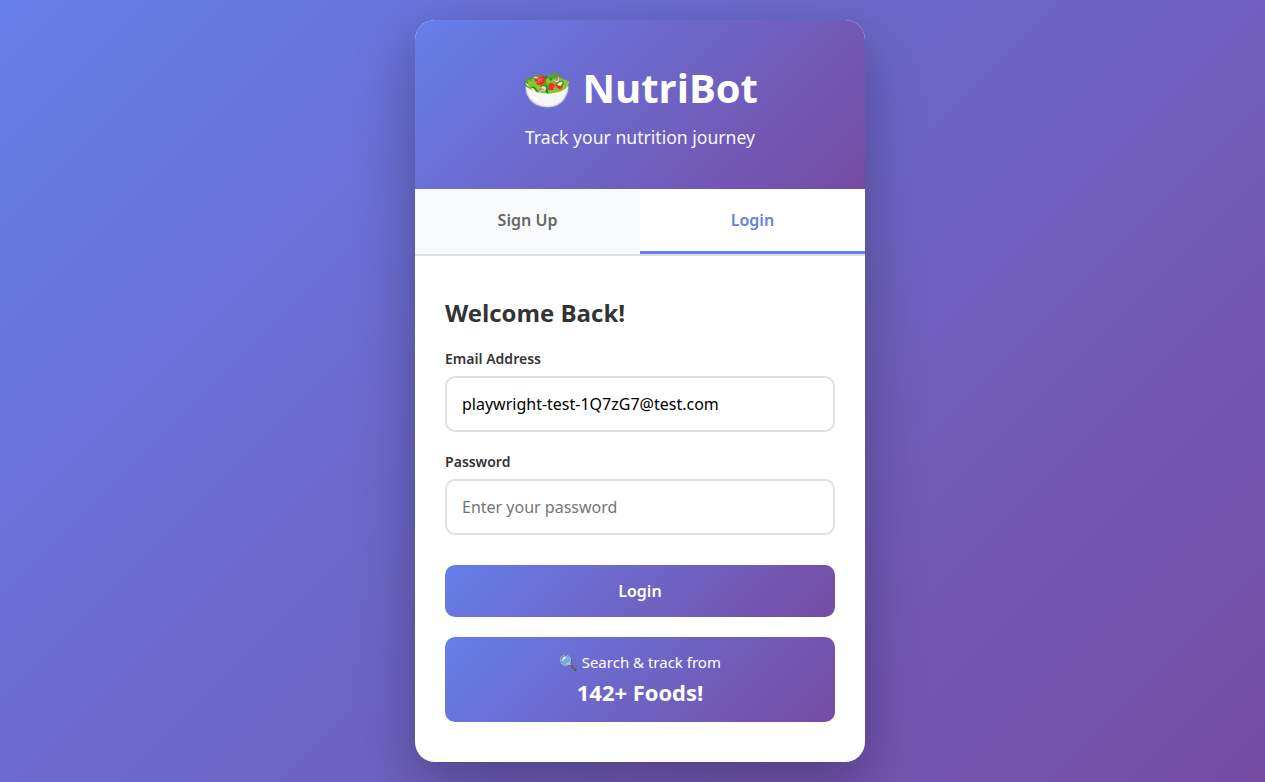 NutriBot
Track your nutrition journey
Sign Up
Login
Welcome Back!
Email Address
playwright-test-1Q7zG7@test.com
Password
Enter your password
Login
Search & track from
142+ Foods!